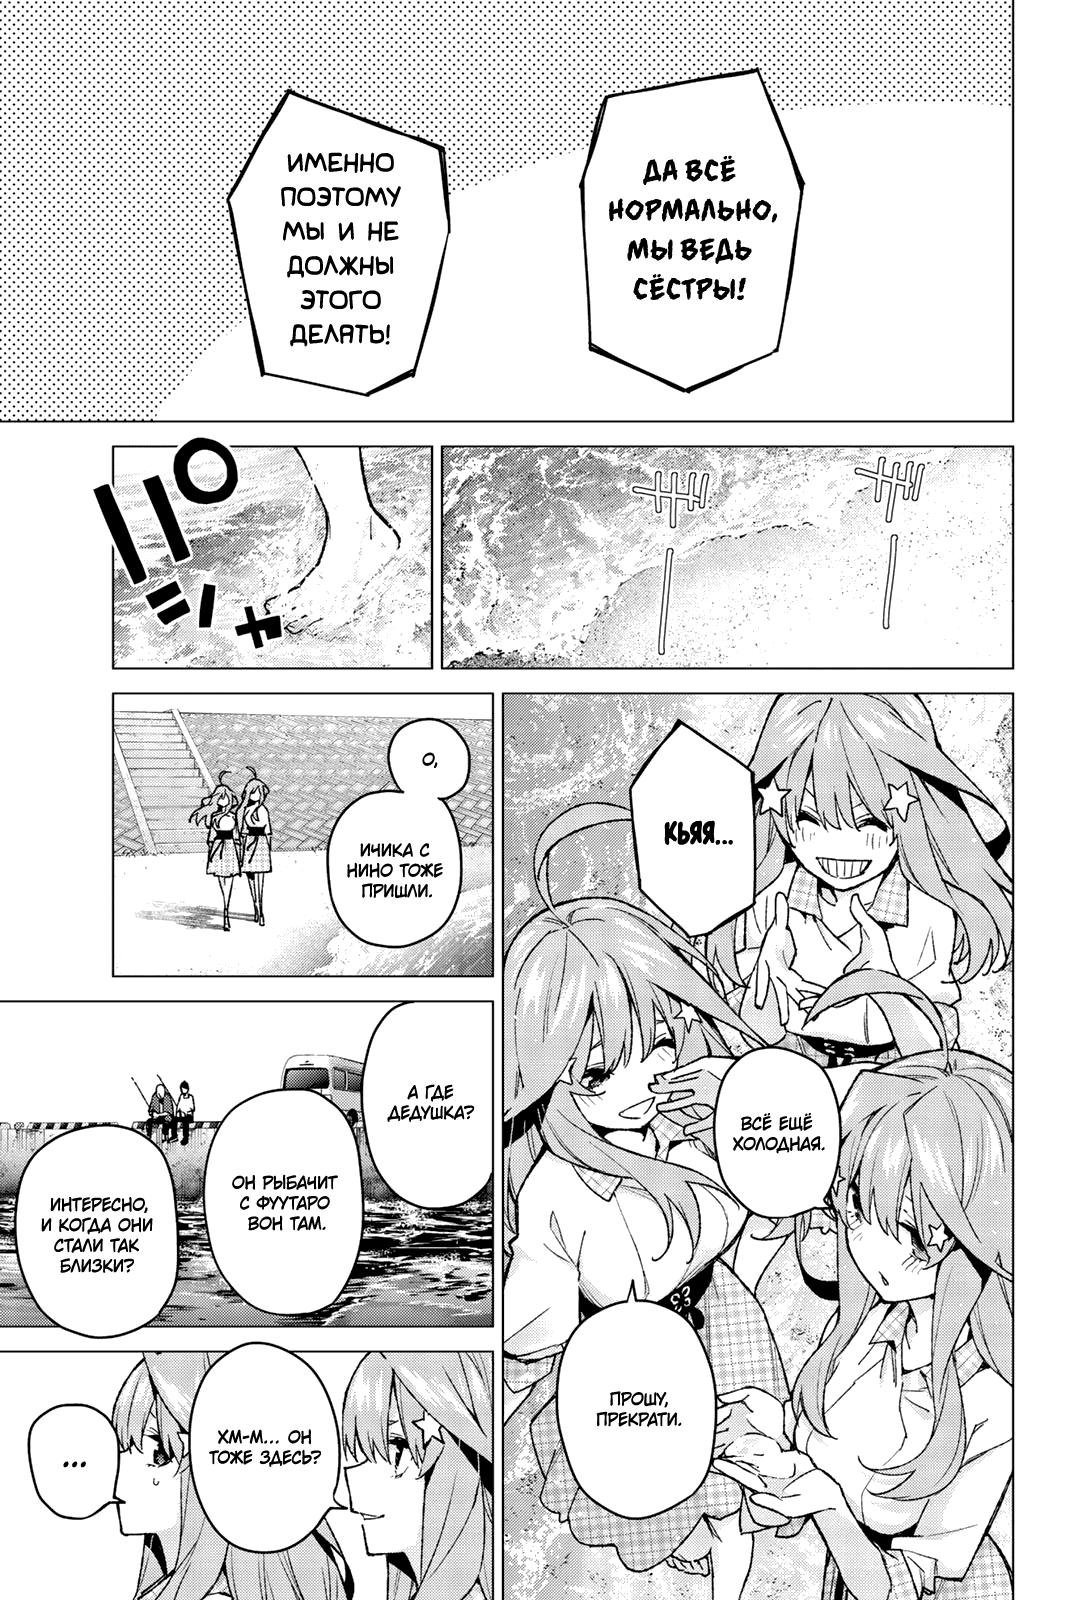 ДА ВСЁ
НОРМАЛЬНО,
МЫ ВЕДЬ
СЁСТРЫ!
ИМЕННО
ПОЭТОМУ
МЫ И НЕ
ДОЛЖНЫ
ЭТОГО
ДЕЛАТЬ!
КЬЯЯ...
ВСЁ ЕЩЁ
ХОЛОДНАЯ.
ПРОШУ,
ПРЕКРАТИ.
О,
ИЧИКА С
НИНО ТОЖЕ
ПРИШЛИ.
А ГДЕ
ДЕДУШКА?
ОН РЫБАЧИТ
С ФУУТАРО
ВОН ТАМ.
ИНТЕРЕСНО,
И КОГДА ОНИ
СТАЛИ ТАК
БЛИЗКИ?
ХМ-М... ОН
ТОЖЕ ЗДЕСЬ?
...